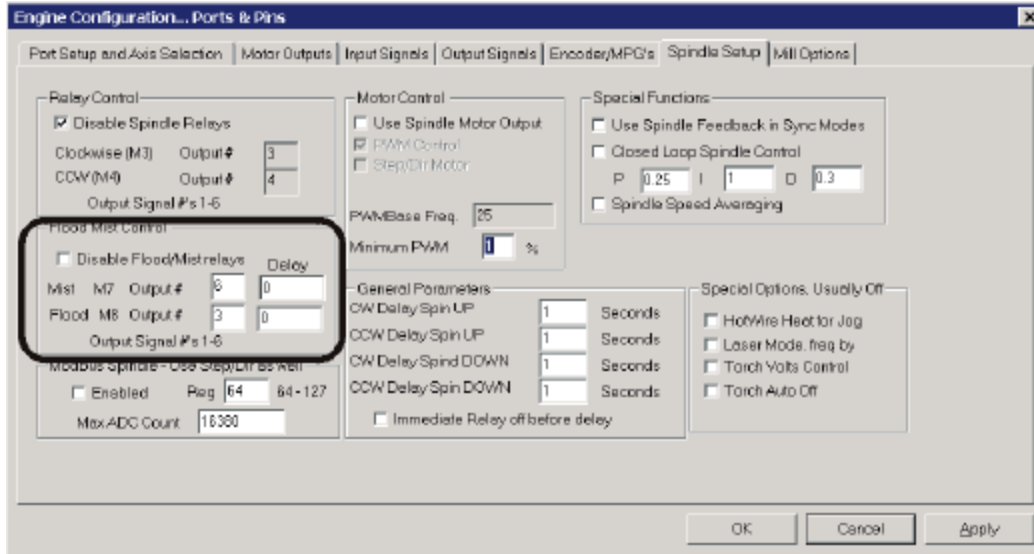 Engine Configuration... Ports & Pins
Port Setup and Axis Selection Motor Outputs Input Signals Output Signals Encoder/MPG's Spindle Setup Mill Options
Relay Control
Disable Spindle Relays
Clockwise (M3) Output # 3
CCW (M4) Output # 4
Output Signal #'s 1-6
Flood Mist Control
Disable Flood/Mist relays Delay
Mist M7 Output # 6 0
Flood M8 Output # 3 0
Output Signal #'s 1-6
Modbus Spindle - Use Step/Dir as well
Enabled Reg 64 64 - 127
Max ADC Count 16380
Motor Control
Use Spindle Motor Output
PWM Control
Step/Dir Motor
PWMBase Freq. 25
Minimum PWM 1 %
General Parameters
CW Delay Spin UP 1 Seconds
CCW Delay Spin UP 1 Seconds
CW Delay Spind DOWN 1 Seconds
CCW Delay Spin DOWN 1 Seconds
Immediate Relay off before delay
Special Functions
Use Spindle Feedback in Sync Modes
Closed Loop Spindle Control
P 0.25 I 1 D 0.3
Spindle Speed Averaging
Special Options, Usually Off
HotWire Heat for Jog
Laser Mode. freq by
Torch Volts Control
Torch Auto Off
OK Cancel Apply